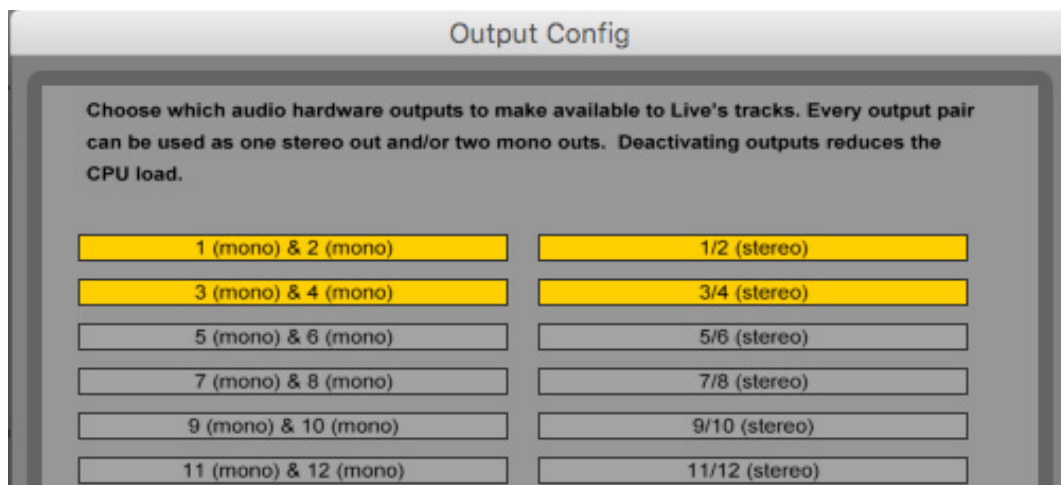 Output Config
Choose which audio hardware outputs to make available to Live's tracks. Every output pair
can be used as one stereo out and/or two mono outs.  Deactivating outputs reduces the
CPU load.
1 (mono) & 2 (mono)
1/2 (stereo)
3 (mono) & 4 (mono)
3/4 (stereo)
5 (mono) & 6 (mono)
5/6 (stereo)
7 (mono) & 8 (mono)
7/8 (stereo)
9 (mono) & 10 (mono)
9/10 (stereo)
11 (mono) & 12 (mono)
11/12 (stereo)